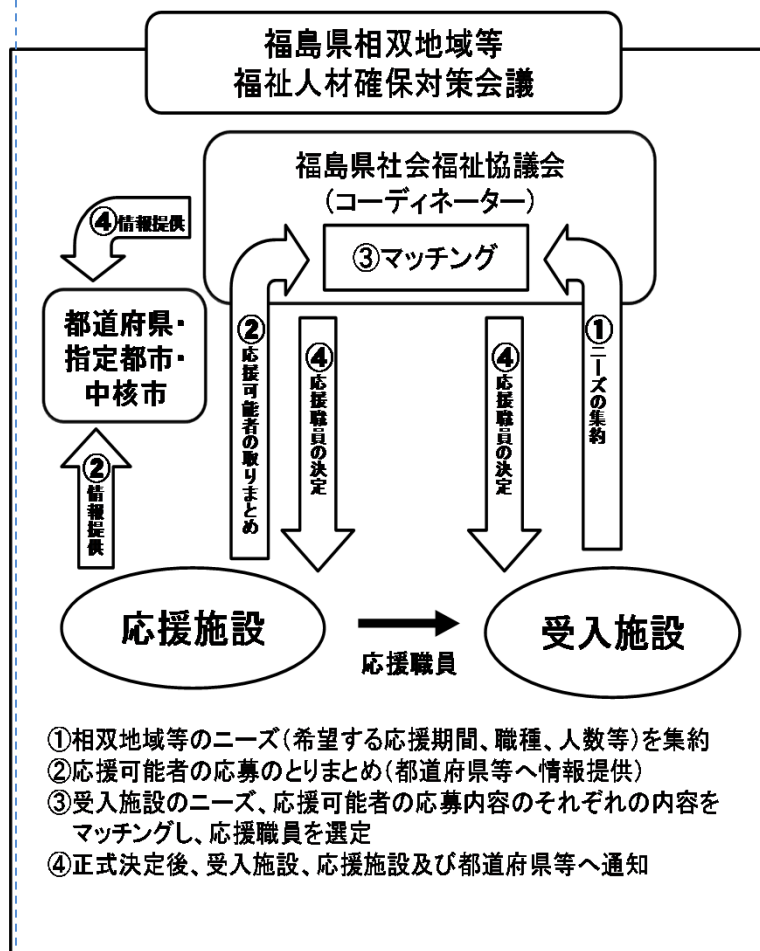 福島県相双地域等
福祉人材確保対策会議
福島県社会福祉協議会
(コーディネーター)
③マッチング
④情報提供
都道府県・
指定都市・
中核市
②情報提供
②応援可能者の取りまとめ
④応援職員の決定
④応援職員の決定
①ニーズの集約
応援施設
応援職員
受入施設
①相双地域等のニーズ(希望する応援期間、職種、人数等)を集約
②応援可能者の応募のとりまとめ(都道府県等へ情報提供)
③受入施設のニーズ、応援可能者の応募内容のそれぞれの内容を
マッチングし、応援職員を選定
④正式決定後、受入施設、応援施設及び都道府県等へ通知